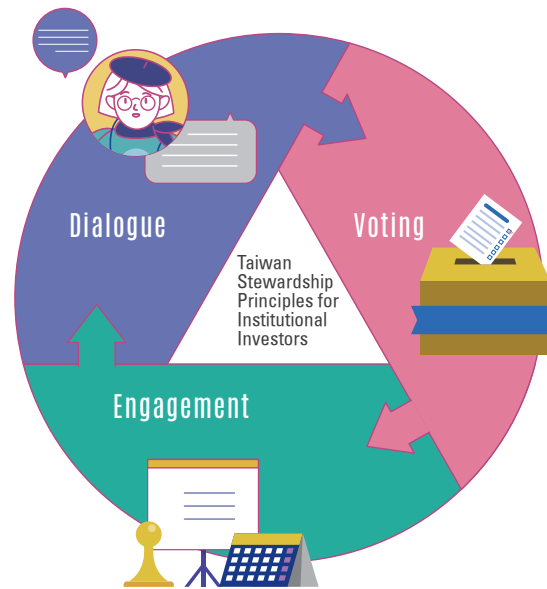 Dialogue
Voting
Taiwan
Stewardship
Principles for
Institutional
Investors
Engagement